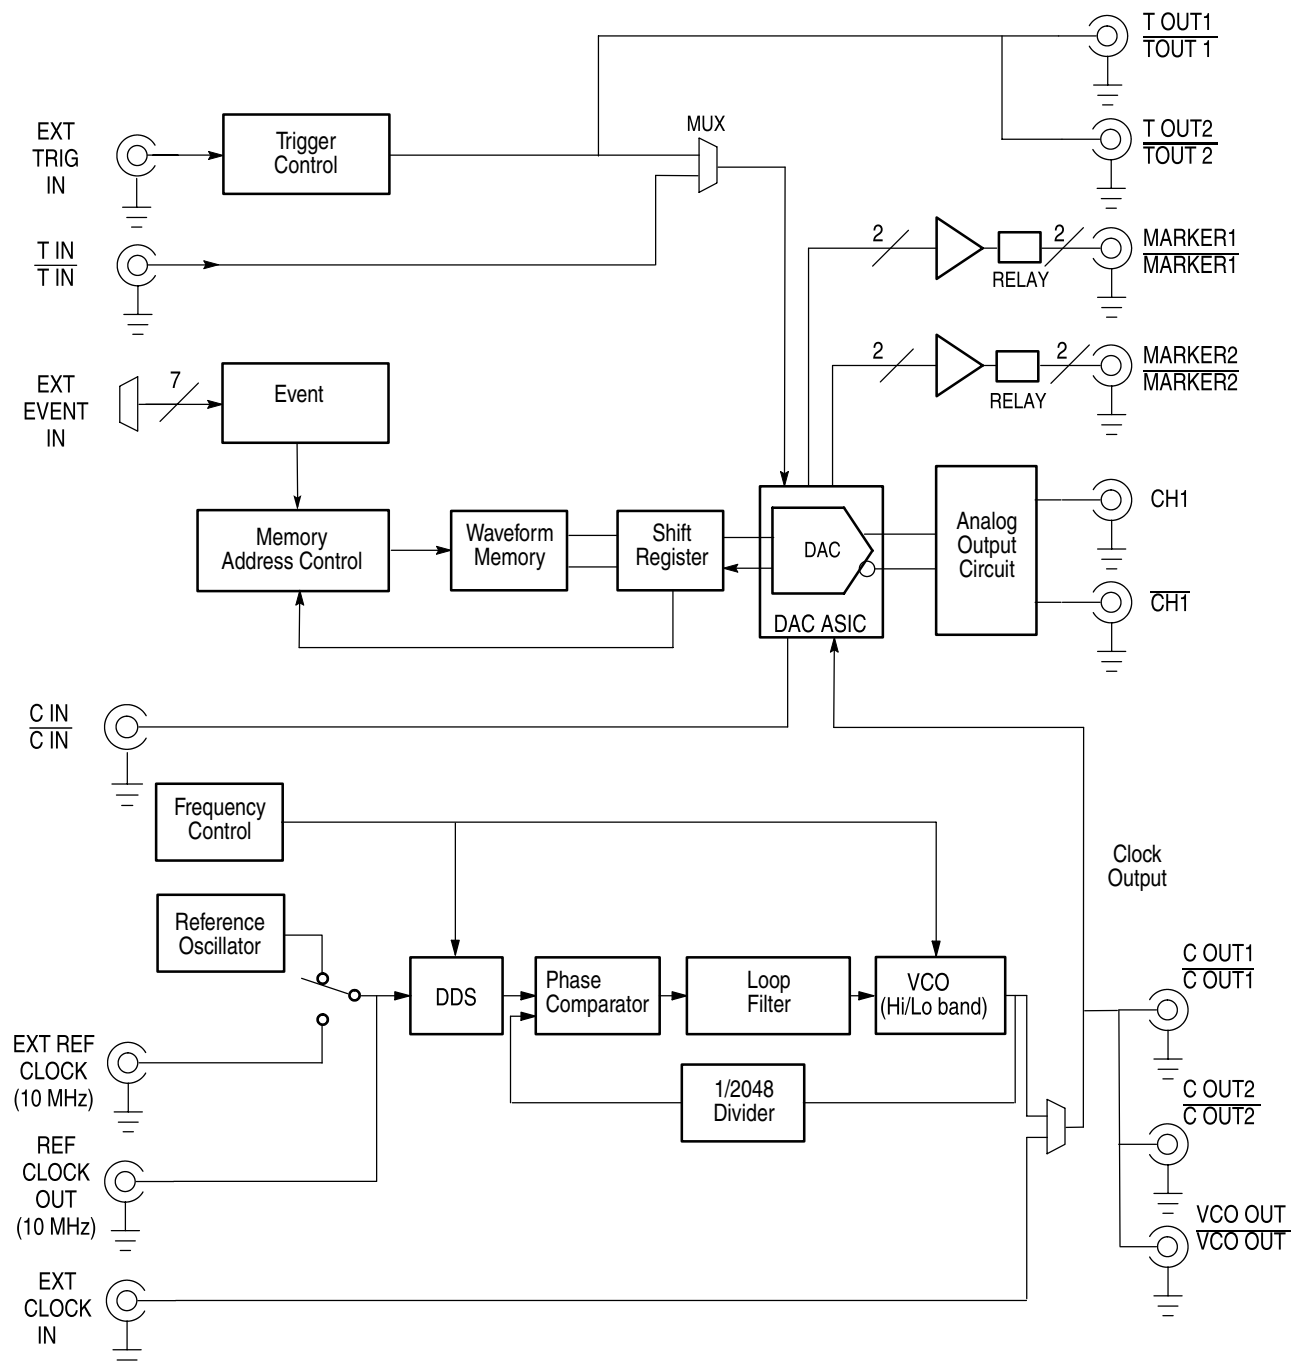 T OUT1
TOUT 1
EXT
TRIG
IN
Trigger
Control
MUX
T OUT2
TOUT 2
T IN
T IN
2
2
MARKER1
MARKER1
RELAY
EXT
EVENT
IN
7
Event
2
2
MARKER2
MARKER2
RELAY
Memory
Address Control
Waveform
Memory
Shift
Register
DAC
DAC ASIC
Analog
Output
Circuit
CH1
CH1
C IN
C IN
Frequency
Control
Clock
Output
Reference
Oscillator
DDS
Phase
Comparator
Loop
Filter
VCO
(Hi/Lo band)
C OUT1
C OUT1
EXT REF
CLOCK
(10 MHz)
1/2048
Divider
C OUT2
C OUT2
REF
CLOCK
OUT
(10 MHz)
VCO OUT
VCO OUT
EXT
CLOCK
IN